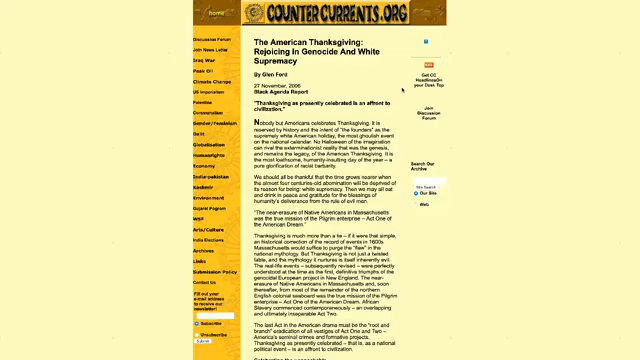 home
COUNTERCURRENTS.ORG
Discussion Forum
Join News Letter
Iraq War
Peak Oil
Climate Change
US Imperialism
Palestine
Communalism
Gender/Feminism
Dalit
Globalisation
Humanrights
Economy
India-pakistan
Kashmir
Environment
Gujarat Pogrom
WSF
Arts/Culture
India Elections
Archives
Links
Submission Policy
Contact Us
Fill out your
e-mail address
to receive our
newsletter!
Subscribe
Unsubscribe
Submit
The American Thanksgiving:
Rejoicing In Genocide And White
Supremacy
By Glen Ford
27 November, 2006
Black Agenda Report
"Thanksgiving as presently celebrated is an affront to
civilization."
Nobody but Americans celebrates Thanksgiving. It is
reserved by history and the intent of "the founders" as the
supremely white American holiday, the most ghoulish event
on the national calendar. No Halloween of the imagination
can rival the exterminationist reality that was the genesis,
and remains the legacy, of the American Thanksgiving. It is
the most loathsome, humanity-insulting day of the year – a
pure glorification of racist barbarity.
We should all be thankful that the time grows nearer when
the almost four centuries-old abomination will be deprived of
its reason for being: white supremacy. Then we may all eat
and drink in peace and gratitude for the blessings of
humanity's deliverance from the rule of evil men.
"The near-erasure of Native Americans in Massachusetts
was the true mission of the Pilgrim enterprise – Act One of
the American Dream."
Thanksgiving is much more than a lie – if it were that simple,
an historical correction of the record of events in 1600s
Massachusetts would suffice to purge the "flaw" in the
national mythology. But Thanksgiving is not just a twisted
fable, and the mythology it nurtures is itself inherently evil.
The real-life events – subsequently revised – were perfectly
understood at the time as the first, definitive triumphs of the
genocidal European project in New England. The near-
erasure of Native Americans in Massachusetts and, soon
thereafter, from most of the remainder of the northern
English colonial seaboard was the true mission of the Pilgrim
enterprise – Act One of the American Dream. African
Slavery commenced contemporaneously – an overlapping
and ultimately inseparable Act Two.
The last Act in the American drama must be the "root and
branch" eradication of all vestiges of Act One and Two –
America's seminal crimes and formative projects.
Thanksgiving as presently celebrated – that is, as a national
political event – is an affront to civilization.
RSS
Get CC
HeadlinesOn
your Desk Top
Join
Discussion
Forum
Search Our
Archive
Site Search
Our Site
Web